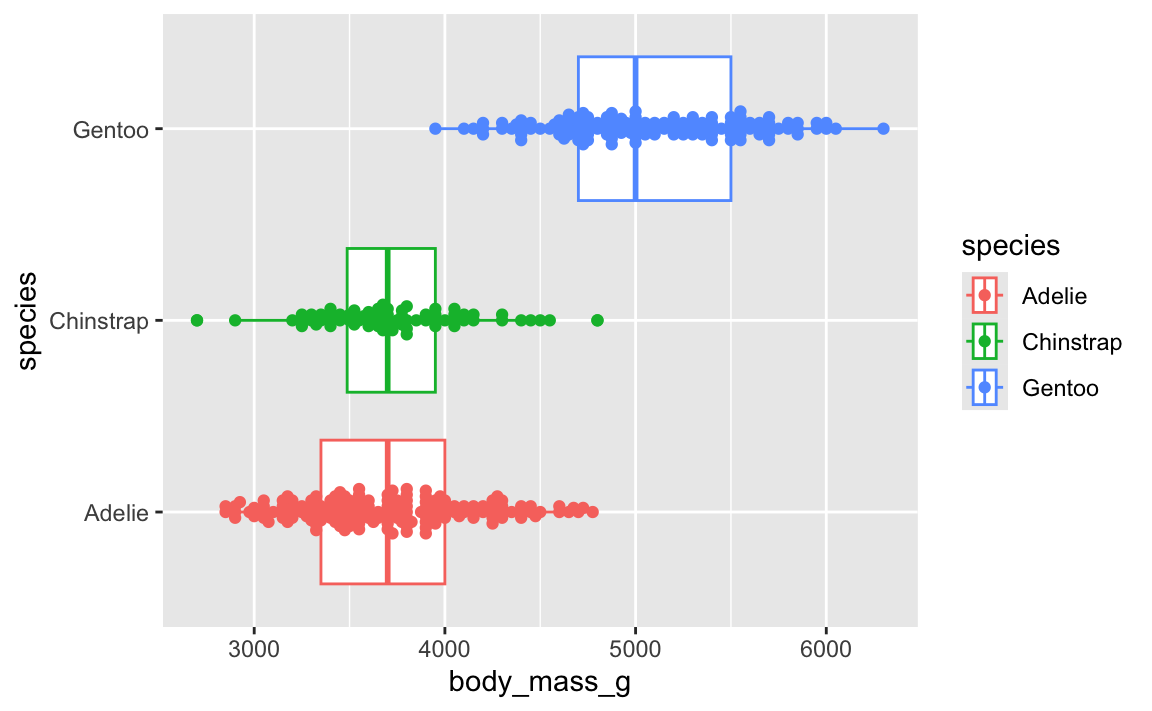 Gentoo
Chinstrap
Adelie
species
3000 4000 5000 6000
body_mass_g
species
Adelie
Chinstrap
Gentoo